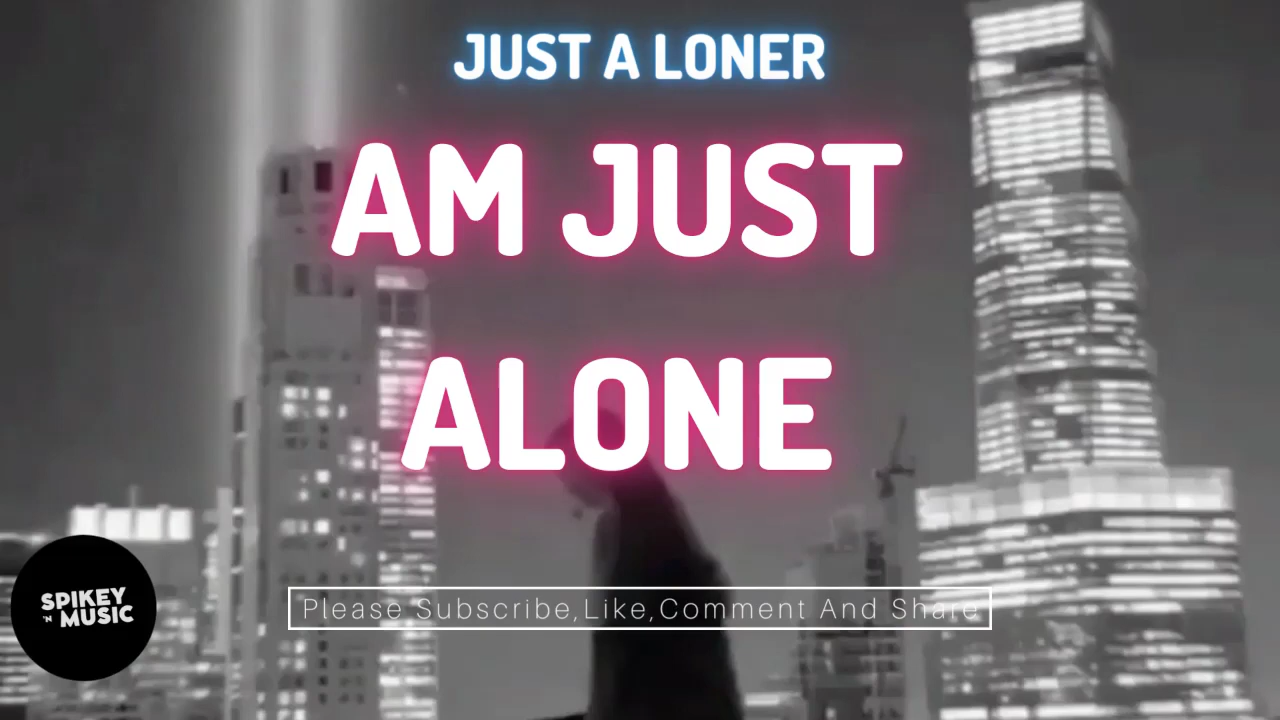 JUST A LONER
AM JUST
ALONE
Please Subscribe,Like,Comment And Share
SPIKEY
'N MUSIC